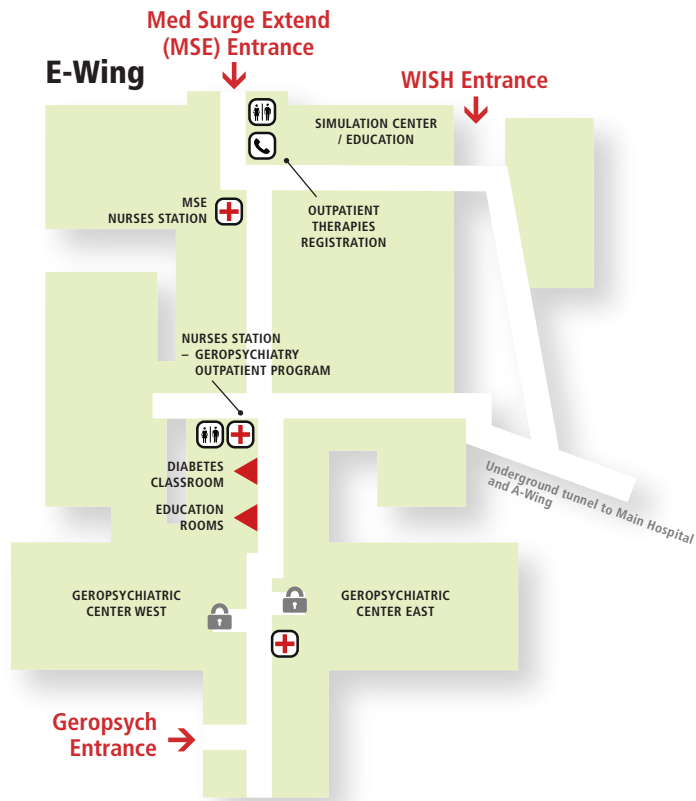 Med Surge Extend
(MSE) Entrance
E-Wing
WISH Entrance
SIMULATION CENTER
/ EDUCATION
MSE
NURSES STATION
OUTPATIENT
THERAPIES
REGISTRATION
NURSES STATION
– GEROPSYCHIATRY
OUTPATIENT PROGRAM
DIABETES
CLASSROOM
EDUCATION
ROOMS
Underground tunnel to Main Hospital
and A-Wing
GEROPSYCHIATRIC
CENTER WEST
GEROPSYCHIATRIC
CENTER EAST
Geropsych
Entrance